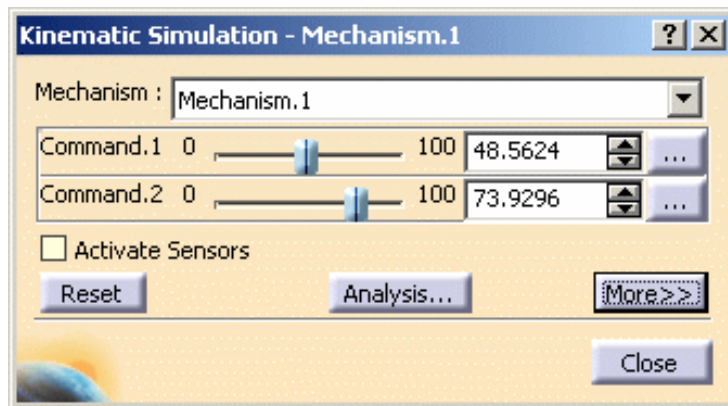 Kinematic Simulation - Mechanism.1 ? X
Mechanism : Mechanism.1
Command.1 0 100 48.5624 ...
Command.2 0 100 73.9296 ...
Activate Sensors
Reset Analysis... More>>
Close